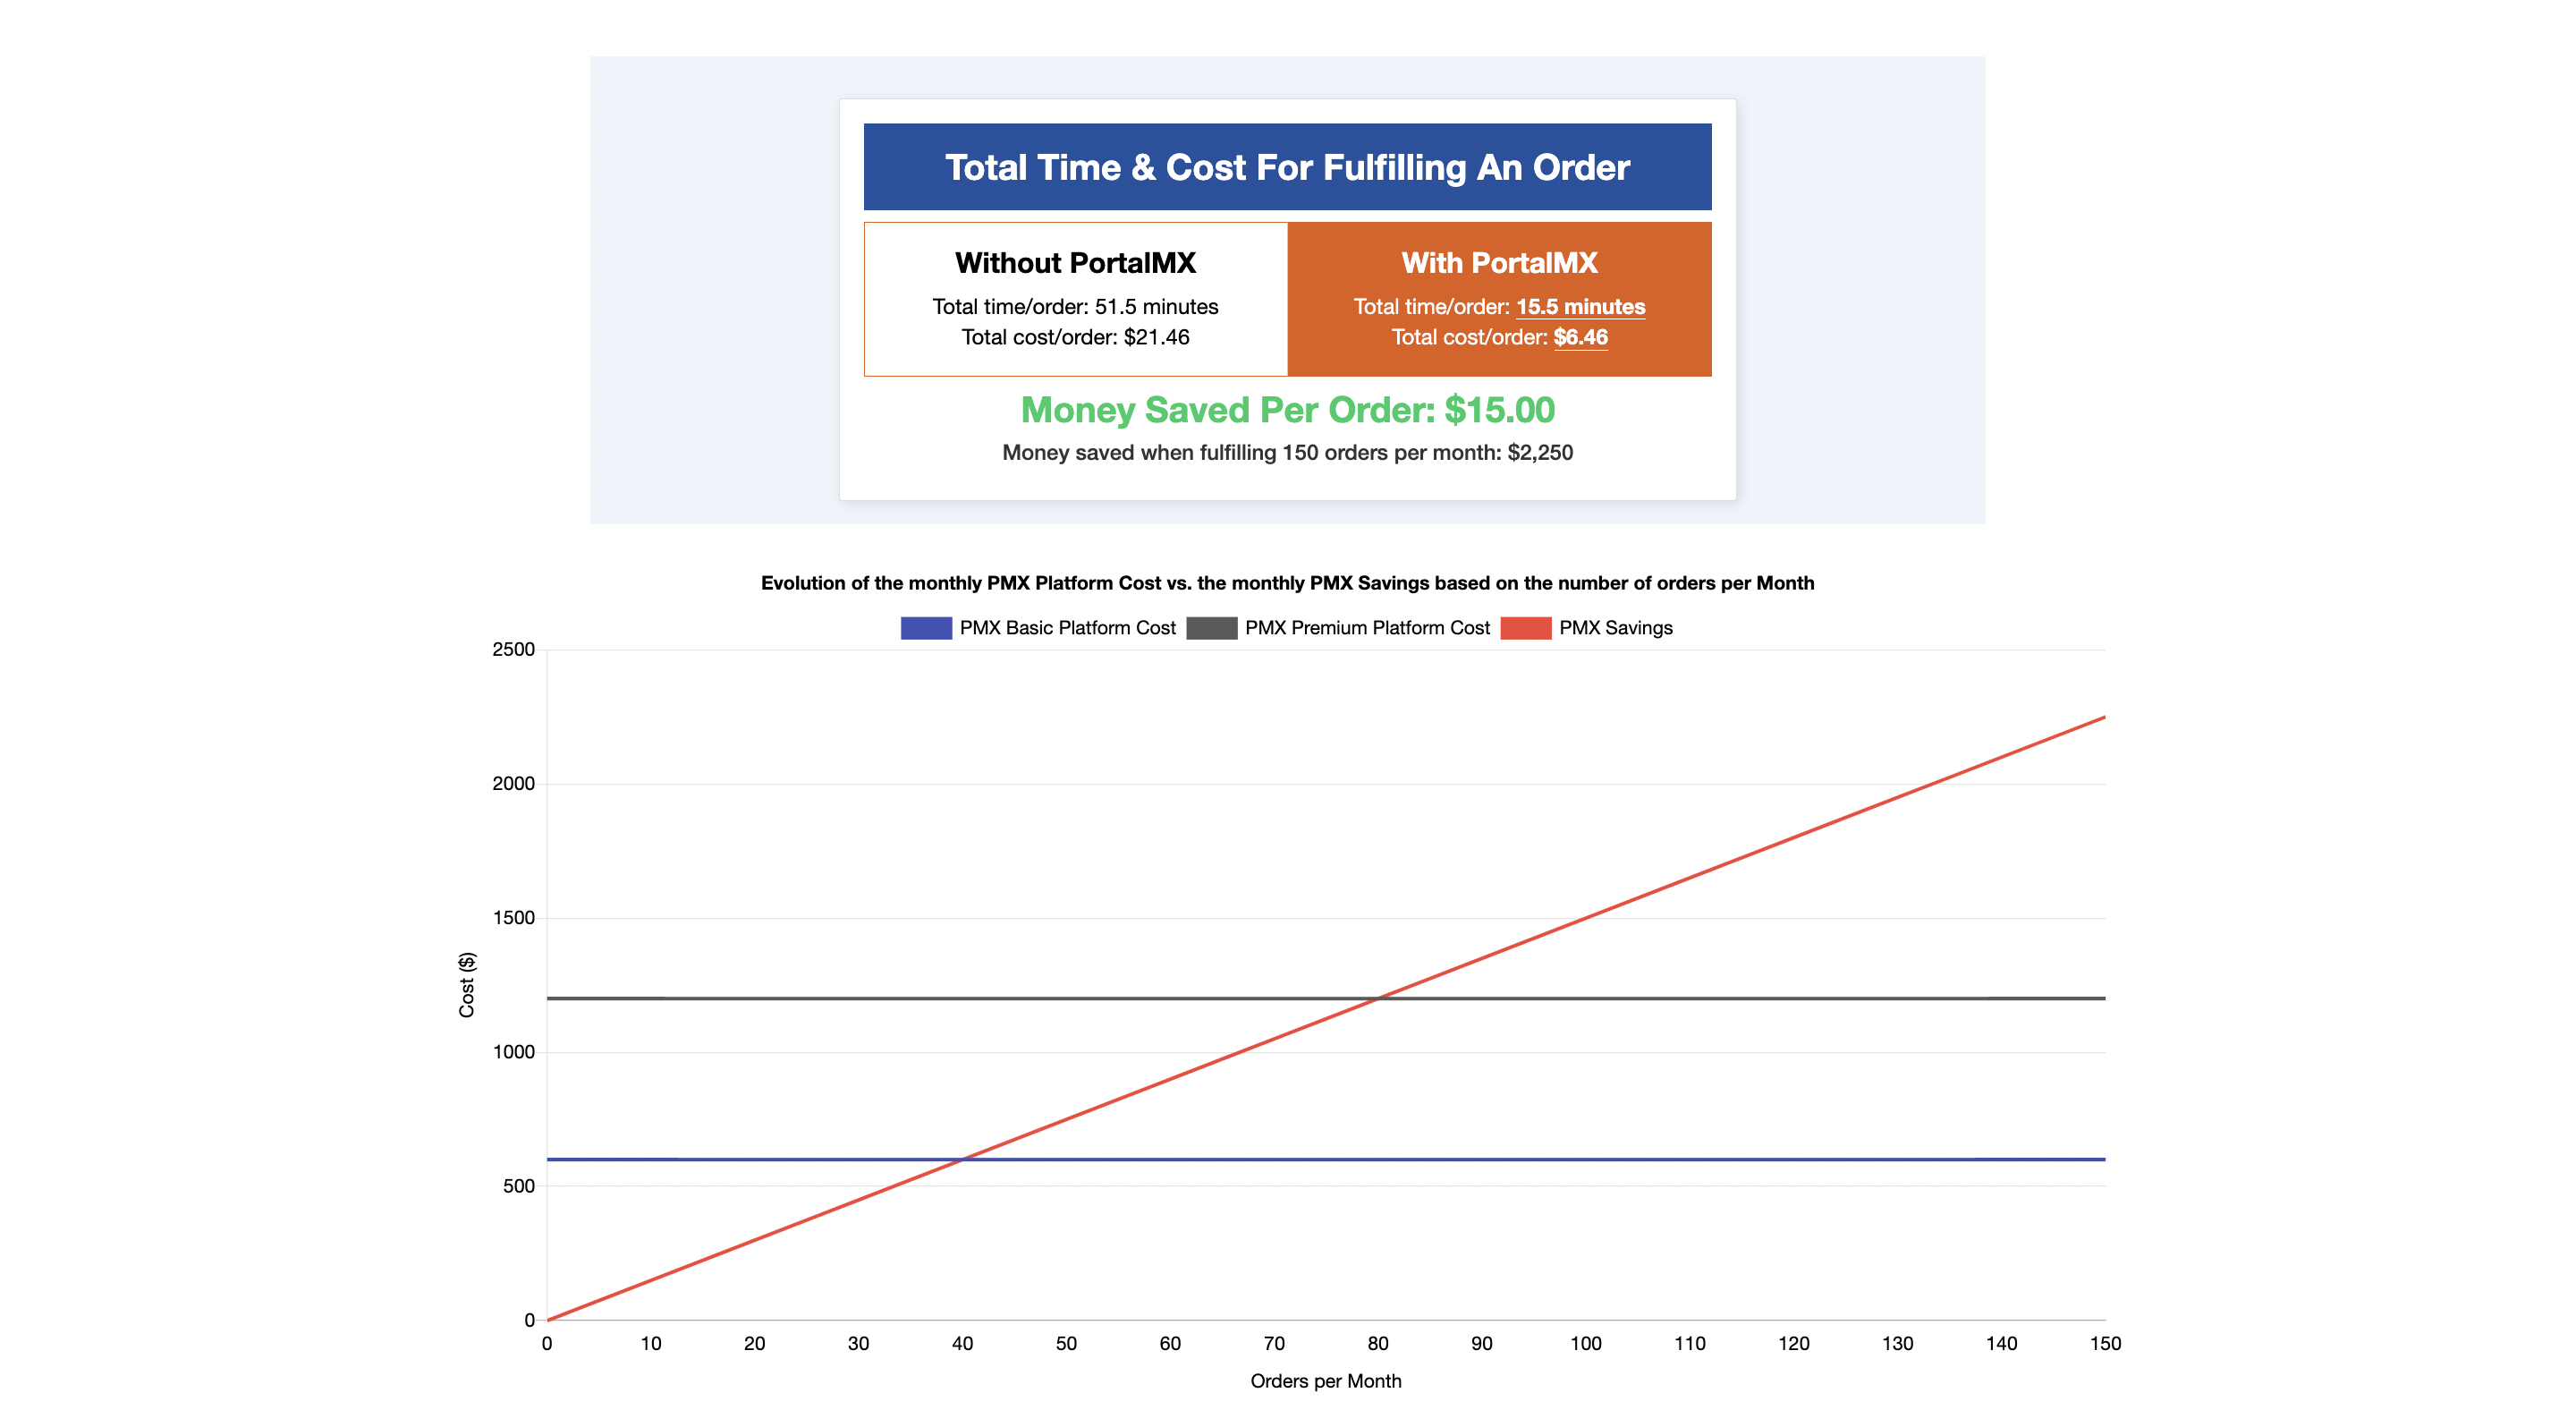 Total Time & Cost For Fulfilling An Order
Without PortalMX
Total time/order: 51.5 minutes
Total cost/order: $21.46
With PortalMX
Total time/order: 15.5 minutes
Total cost/order: $6.46
Money Saved Per Order: $15.00
Money saved when fulfilling 150 orders per month: $2,250
Evolution of the monthly PMX Platform Cost vs. the monthly PMX Savings based on the number of orders per Month
PMX Basic Platform Cost PMX Premium Platform Cost PMX Savings
2500
2000
1500
1000
500
0
Cost ($)
0 10 20 30 40 50 60 70 80 90 100 110 120 130 140 150
Orders per Month